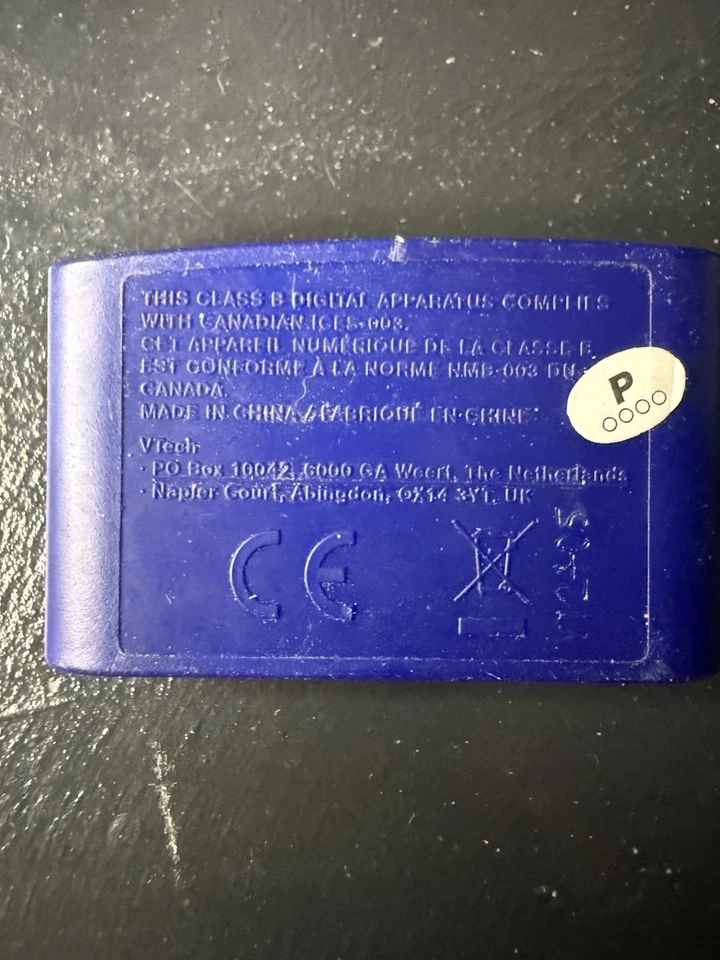 THIS CLASS B DIGITAL APPARATUS COMPLIES
WITH CANADIAN ICES-003.
CET APPAREIL NUMÉRIQUE DE LA CLASSE B
EST CONFORME À LA NORME NMB-003 DU
CANADA.
MADE IN CHINA / FABRIQUÉ EN CHINE
VTech
· PO Box 10042, 6000 GA Weert, The Netherlands
· Napier Court, Abingdon, OX14 3YT, UK
CE
P